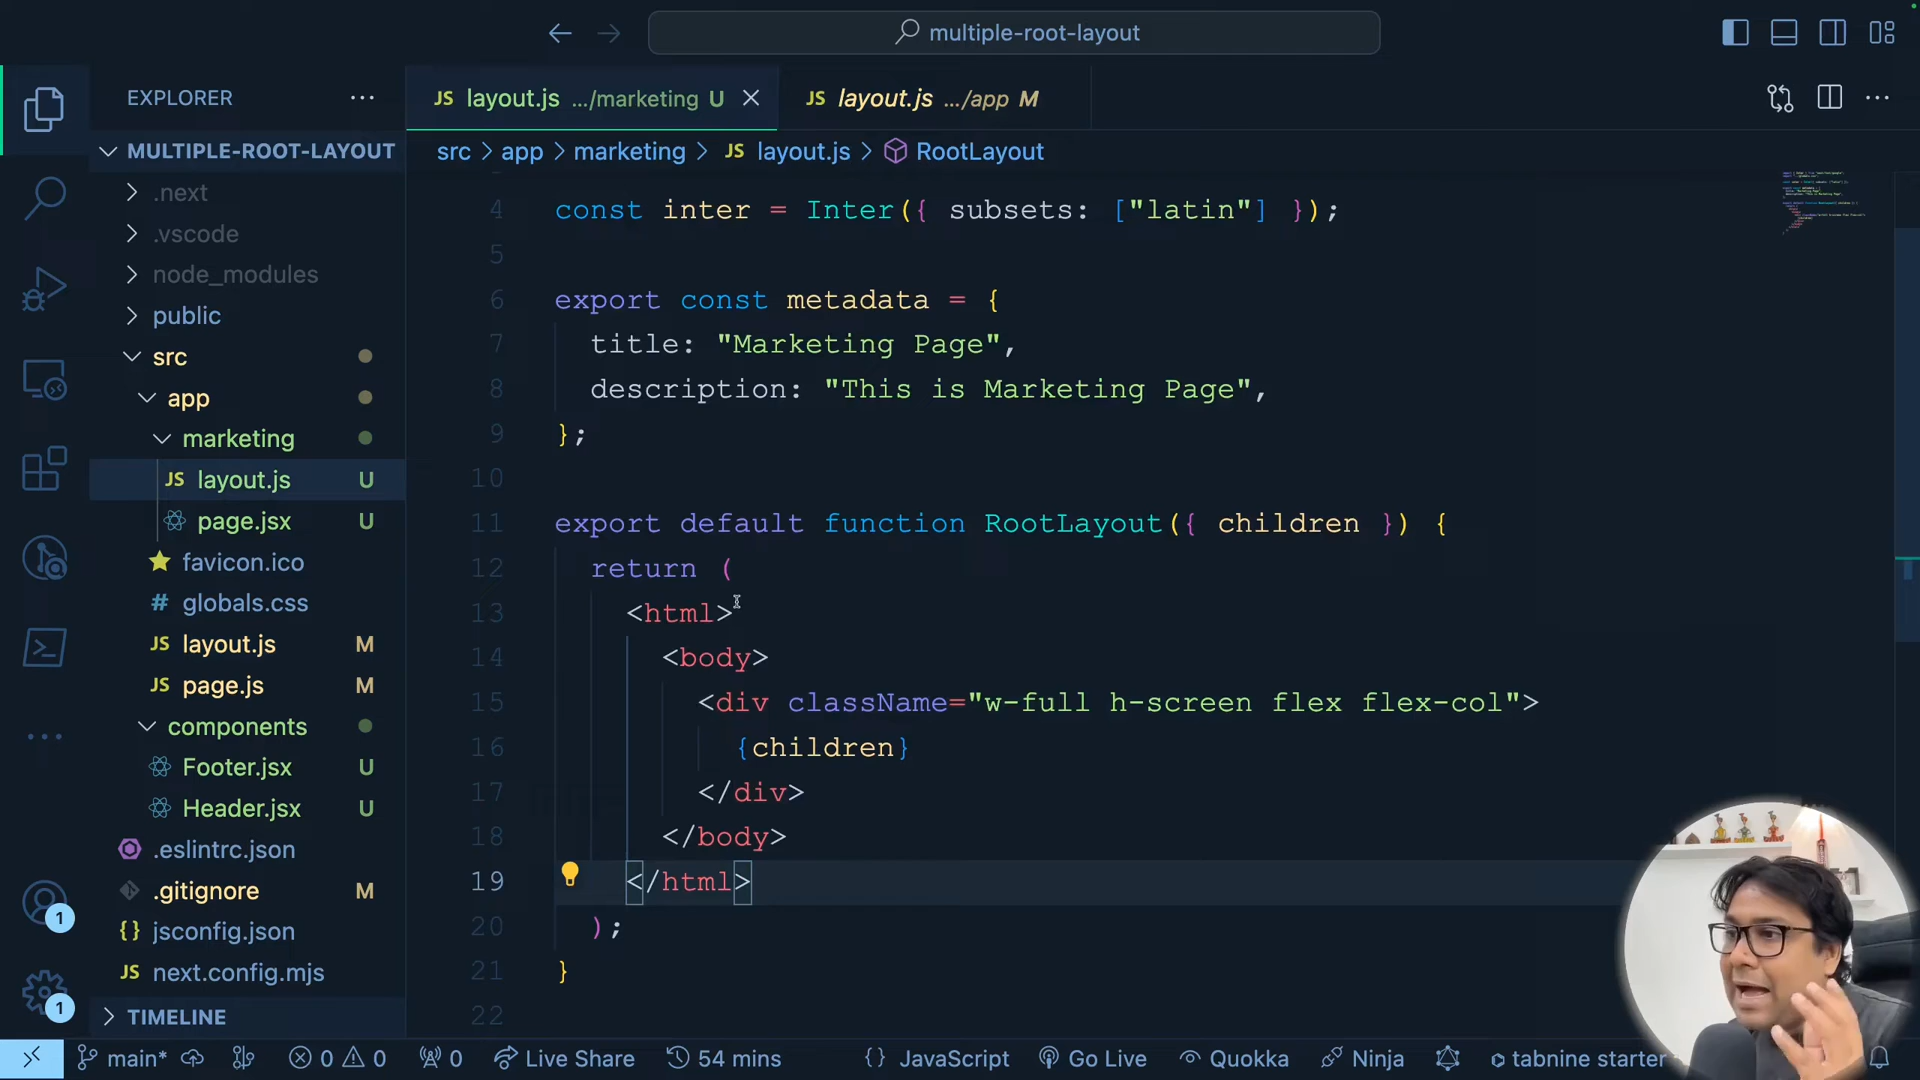 multiple-root-layout
EXPLORER
JS layout.js .../marketing U
JS layout.js .../app M
MULTIPLE-ROOT-LAYOUT
src > app > marketing > JS layout.js > RootLayout
.next
.vscode
node_modules
public
src
app
marketing
JS layout.js U
page.jsx U
favicon.ico
# globals.css
JS layout.js M
JS page.js M
components
Footer.jsx U
Header.jsx U
.eslintrc.json
.gitignore M
{} jsconfig.json
JS next.config.mjs
TIMELINE
1
1
4 const inter = Inter({ subsets: ["latin"] });
5
6 export const metadata = {
7 title: "Marketing Page",
8 description: "This is Marketing Page",
9 };
10
11 export default function RootLayout({ children }) {
12 return (
13 <html>
14 <body>
15 <div className="w-full h-screen flex flex-col">
16 {children}
17 </div>
18 </body>
19 </html>
20 );
21 }
22
main* 0 0 0 Live Share 54 mins {} JavaScript Go Live Quokka Ninja tabnine starter